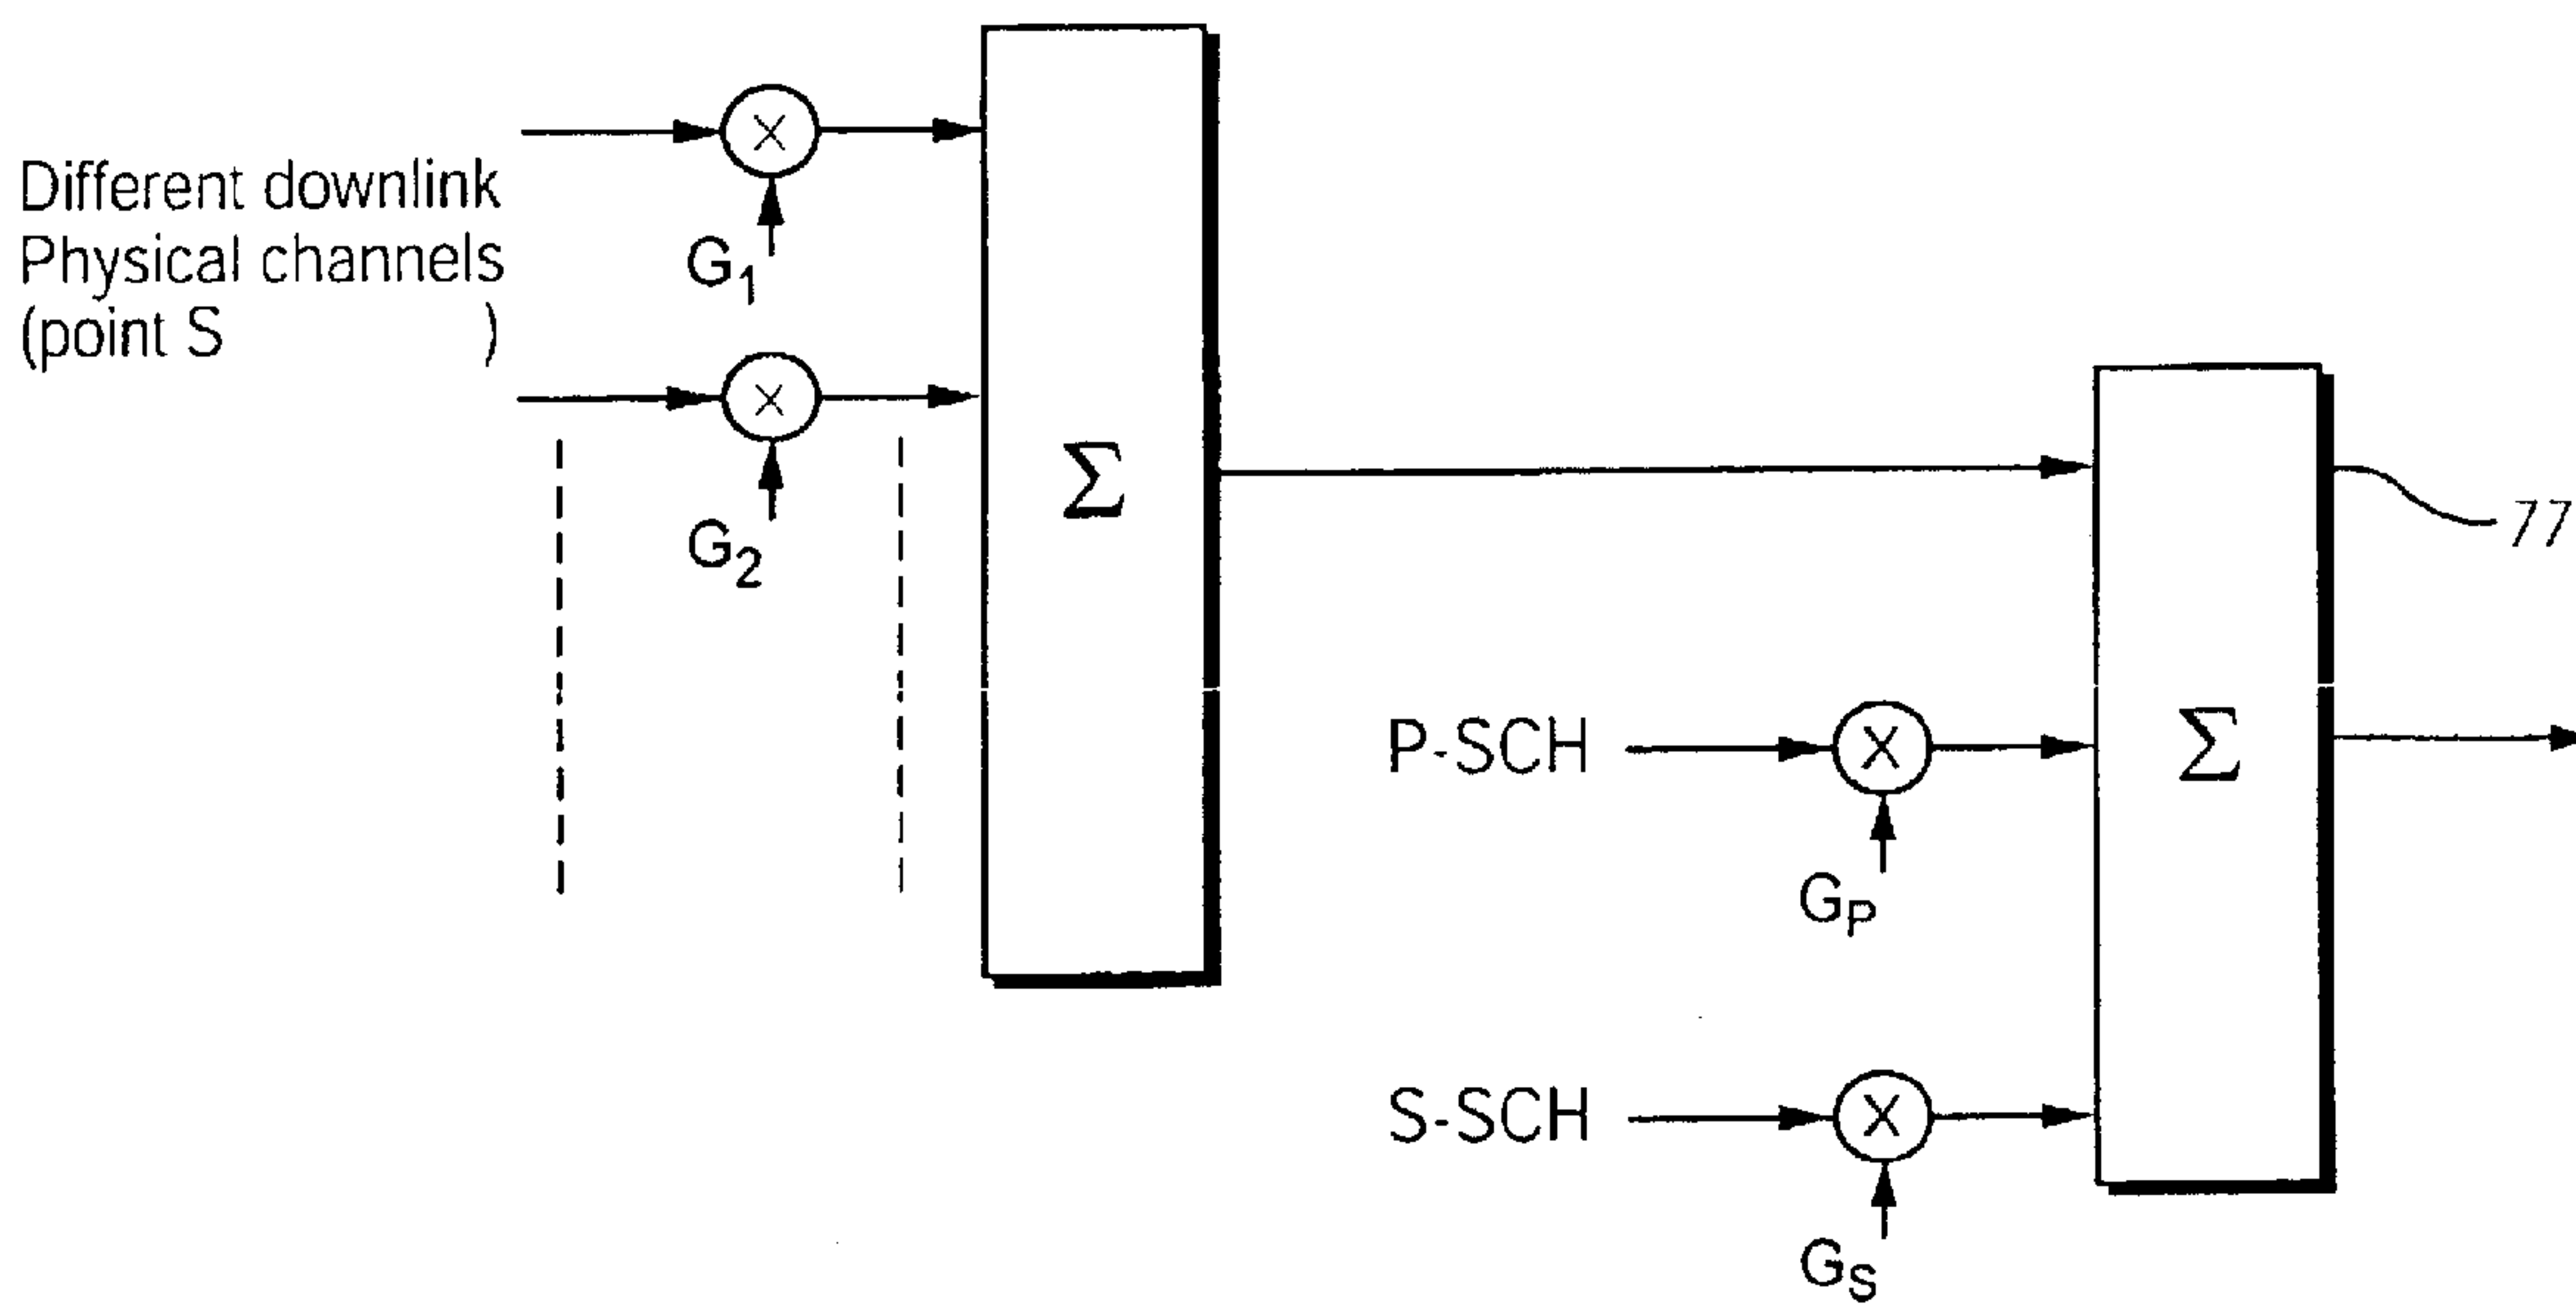 Different downlink
Physical channels
(point S )
×
G1
×
G2
Σ
77
P-SCH
×
GP
Σ
S-SCH
×
GS